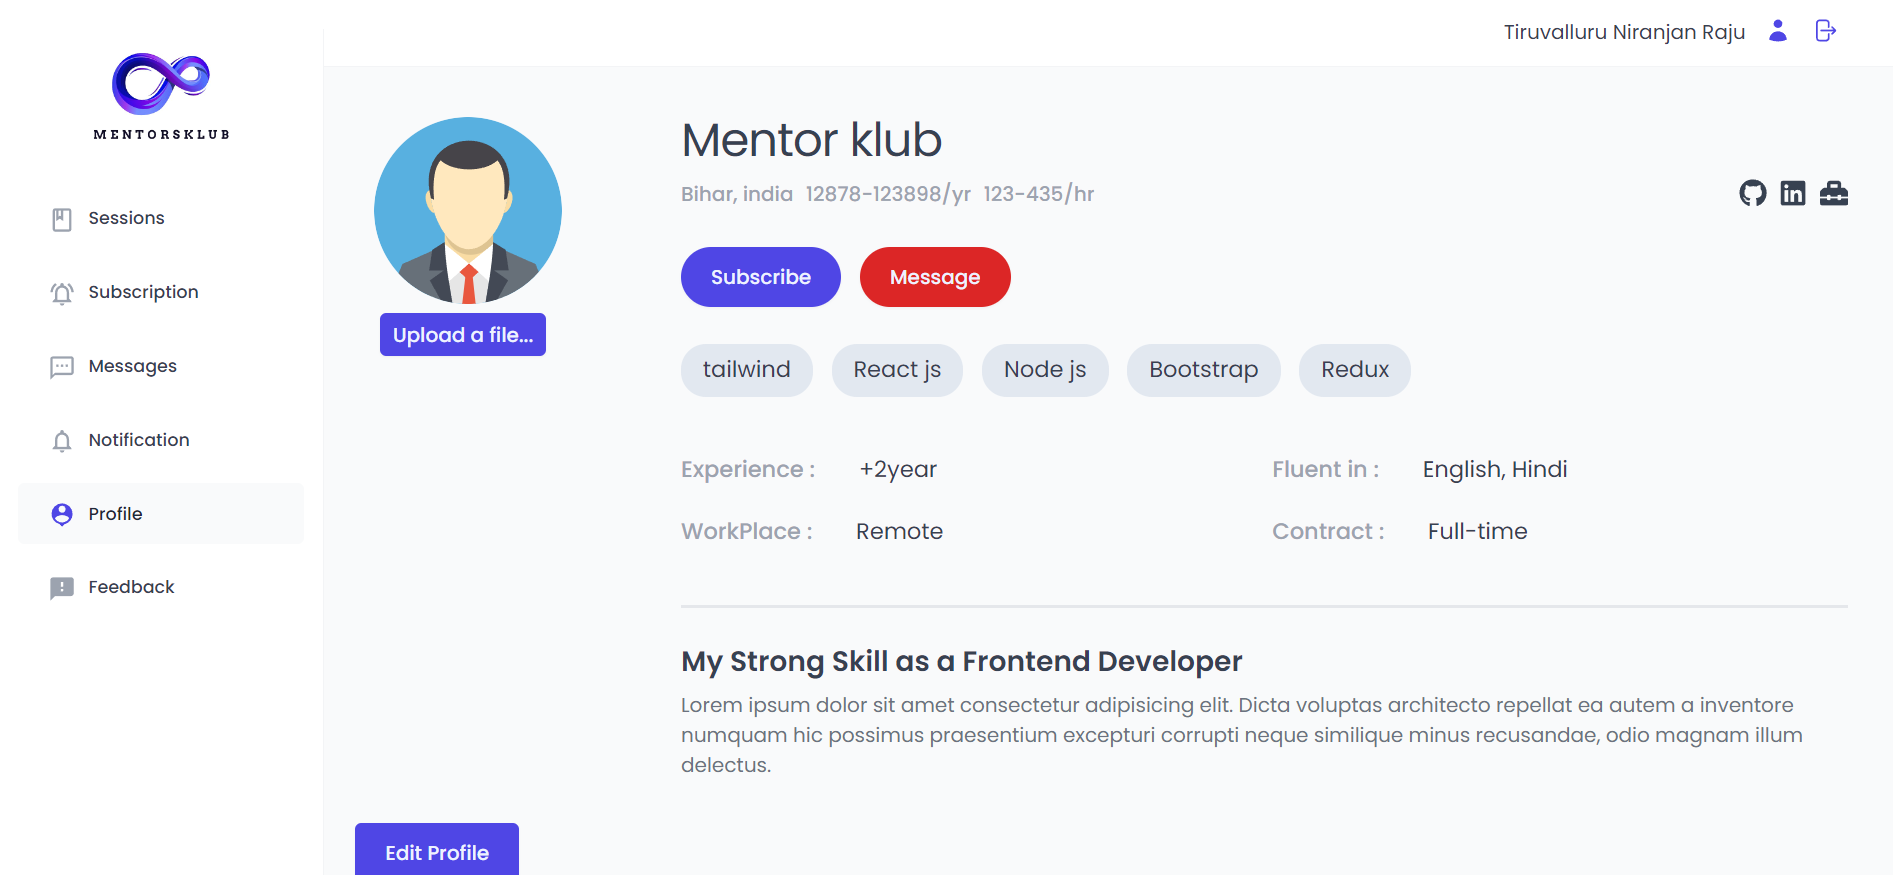 Tiruvalluru Niranjan Raju
MENTORSKLUB
Sessions
Subscription
Messages
Notification
Profile
Feedback
Upload a file...
Mentor klub
Bihar, india 12878-123898/yr 123-435/hr
in
Subscribe Message
tailwind React js Node js Bootstrap Redux
Experience : +2year Fluent in : English, Hindi
WorkPlace : Remote Contract : Full-time
My Strong Skill as a Frontend Developer
Lorem ipsum dolor sit amet consectetur adipisicing elit. Dicta voluptas architecto repellat ea autem a inventore
numquam hic possimus praesentium excepturi corrupti neque similique minus recusandae, odio magnam illum
delectus.
Edit Profile